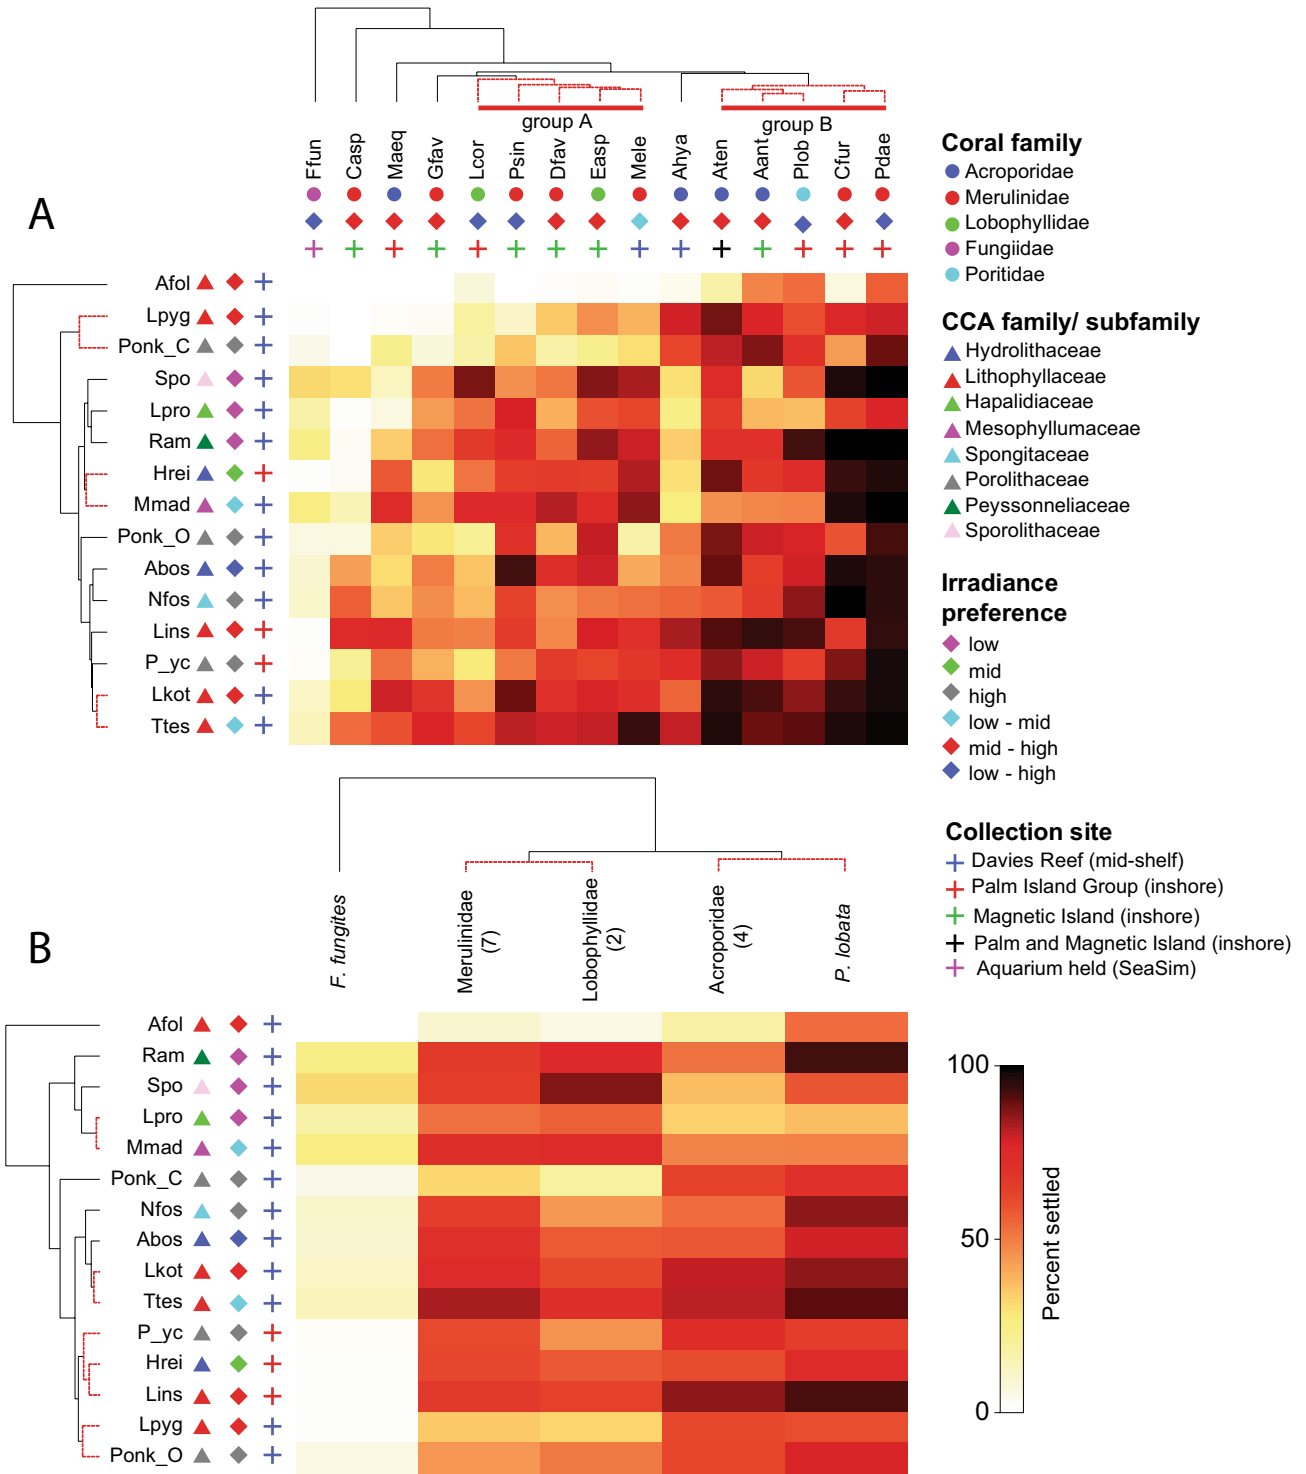 group A
group B
Ffun
Casp
Maeq
Gfav
Lcor
Psin
Dfav
Easp
Mele
Ahya
Aten
Aant
Plob
Cfur
Pdae
A
Afol
Lpyg
Ponk_C
Spo
Lpro
Ram
Hrei
Mmad
Ponk_O
Abos
Nfos
Lins
P_yc
Lkot
Ttes
Coral family
Acroporidae
Merulinidae
Lobophyllidae
Fungiidae
Poritidae
CCA family/ subfamily
Hydrolithaceae
Lithophyllaceae
Hapalidiaceae
Mesophyllumaceae
Spongitaceae
Porolithaceae
Peyssonneliaceae
Sporolithaceae
Irradiance
preference
low
mid
high
low - mid
mid - high
low - high
Collection site
Davies Reef (mid-shelf)
Palm Island Group (inshore)
Magnetic Island (inshore)
Palm and Magnetic Island (inshore)
Aquarium held (SeaSim)
B
F. fungites
Merulinidae
(7)
Lobophyllidae
(2)
Acroporidae
(4)
P. lobata
Afol
Ram
Spo
Lpro
Mmad
Ponk_C
Nfos
Abos
Lkot
Ttes
P_yc
Hrei
Lins
Lpyg
Ponk_O
100
50
0
Percent settled